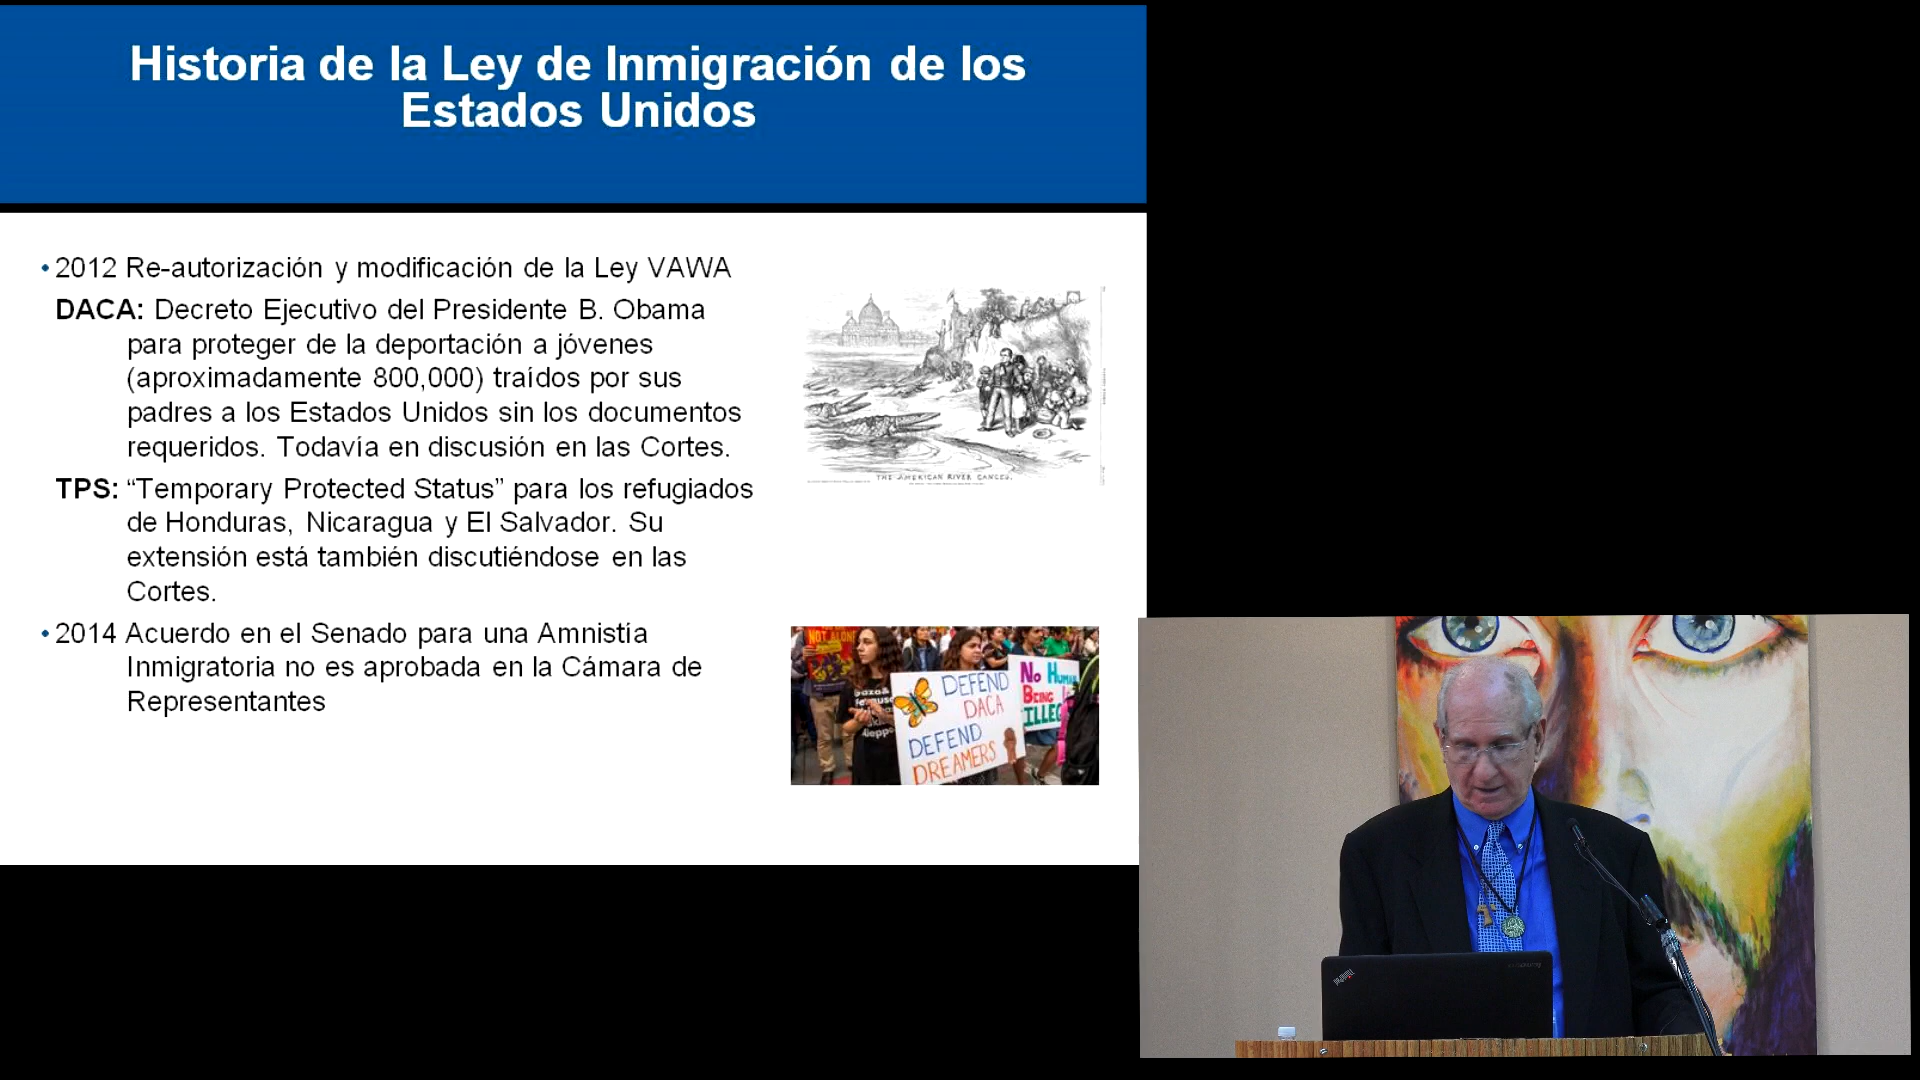 Historia de la Ley de Inmigración de los
Estados Unidos
• 2012 Re-autorización y modificación de la Ley VAWA
DACA: Decreto Ejecutivo del Presidente B. Obama
para proteger de la deportación a jóvenes
(aproximadamente 800,000) traídos por sus
padres a los Estados Unidos sin los documentos
requeridos. Todavía en discusión en las Cortes.
TPS: “Temporary Protected Status” para los refugiados
de Honduras, Nicaragua y El Salvador. Su
extensión está también discutiéndose en las
Cortes.
• 2014 Acuerdo en el Senado para una Amnistía
Inmigratoria no es aprobada en la Cámara de
Representantes
THE AMERICAN RIVER GANGES.
NOT ALONE
DEFEND
DACA
DEFEND
DREAMERS
No Human
Being
ILLEG
ThinkPad